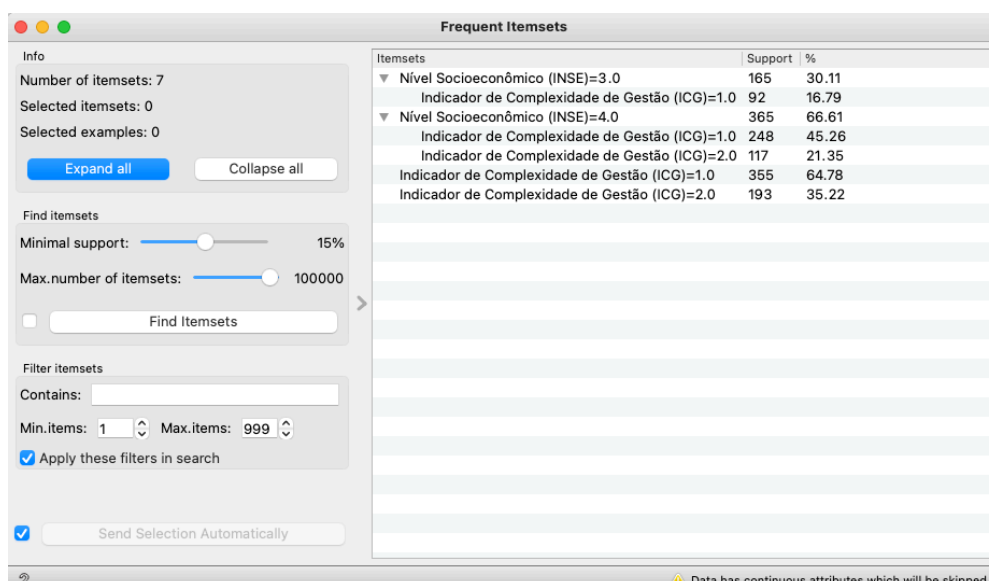 Frequent Itemsets
Info
Number of itemsets: 7
Selected itemsets: 0
Selected examples: 0
Expand all
Collapse all
Find itemsets
Minimal support: 15%
Max.number of itemsets: 100000
Find Itemsets
Filter itemsets
Contains:
Min.items: 1 Max.items: 999
Apply these filters in search
Send Selection Automatically
Itemsets Support %
Nível Socioeconômico (INSE)=3.0 165 30.11
Indicador de Complexidade de Gestão (ICG)=1.0 92 16.79
Nível Socioeconômico (INSE)=4.0 365 66.61
Indicador de Complexidade de Gestão (ICG)=1.0 248 45.26
Indicador de Complexidade de Gestão (ICG)=2.0 117 21.35
Indicador de Complexidade de Gestão (ICG)=1.0 355 64.78
Indicador de Complexidade de Gestão (ICG)=2.0 193 35.22
Data has continuous attributes which will be skipped